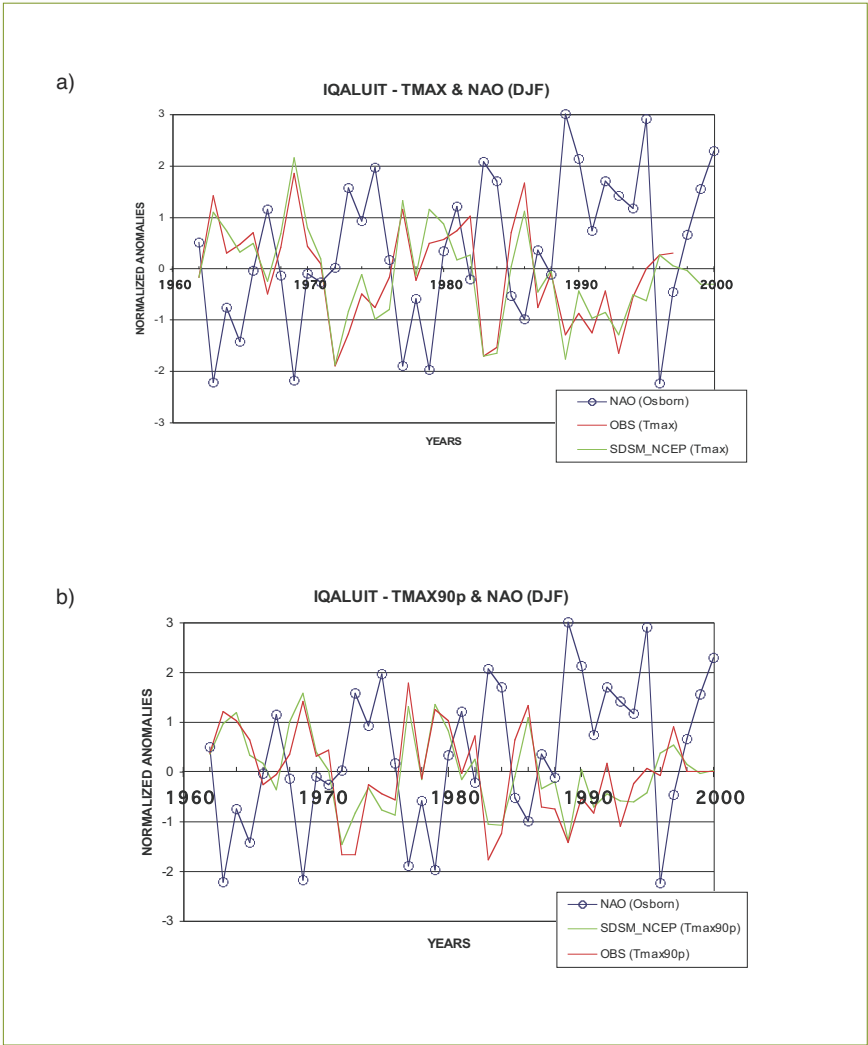 a)
IQALUIT - TMAX & NAO (DJF)
NORMALIZED ANOMALIES
3
2
1
0
-1
-2
-3
1960
1970
1980
1990
2000
YEARS
NAO (Osborn)
OBS (Tmax)
SDSM_NCEP (Tmax)
b)
IQALUIT - TMAX90p & NAO (DJF)
NORMALIZED ANOMALIES
3
2
1
0
-1
-2
-3
1960
1970
1980
1990
2000
YEARS
NAO (Osborn)
SDSM_NCEP (Tmax90p)
OBS (Tmax90p)